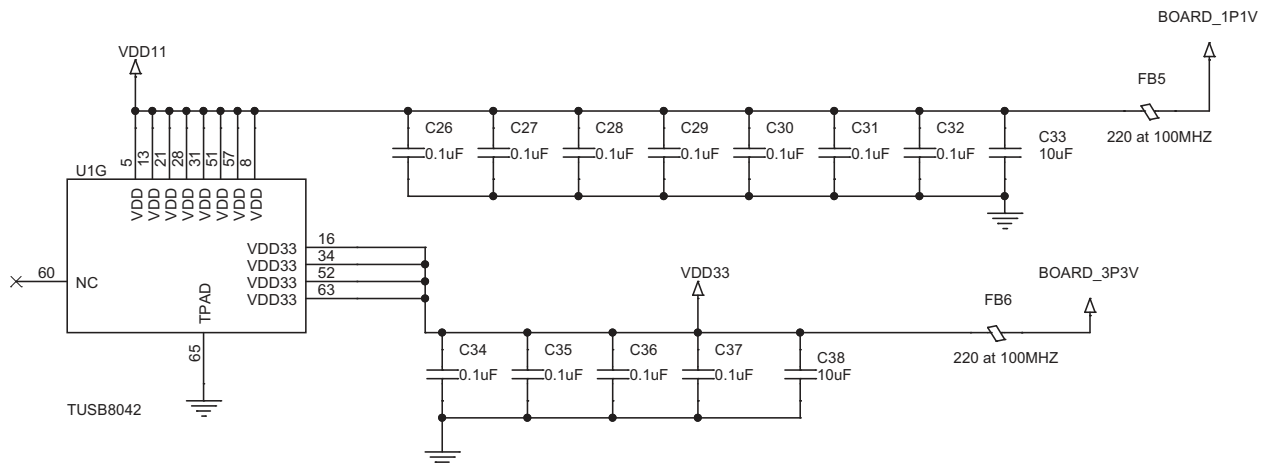 BOARD_1P1V
VDD11
FB5
220 at 100MHZ
C26
0.1uF
C27
0.1uF
C28
0.1uF
C29
0.1uF
C30
0.1uF
C31
0.1uF
C32
0.1uF
C33
10uF
5
13
21
28
31
51
57
8
U1G
VDD
VDD
VDD
VDD
VDD
VDD
VDD
VDD
VDD33 16
VDD33 34
VDD33 52
VDD33 63
60 NC
TPAD
65
TUSB8042
VDD33
BOARD_3P3V
FB6
220 at 100MHZ
C34
0.1uF
C35
0.1uF
C36
0.1uF
C37
0.1uF
C38
10uF